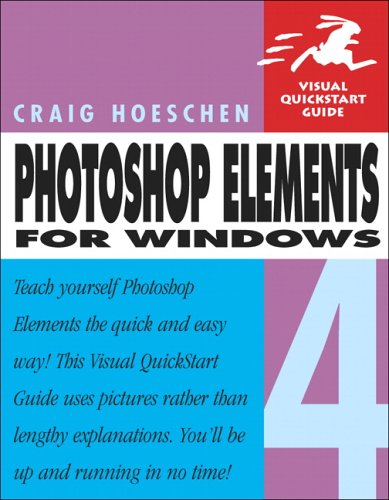 VISUAL
QUICKSTART
GUIDE
CRAIG HOESCHEN
PHOTOSHOP ELEMENTS
FOR WINDOWS
4
Teach yourself Photoshop
Elements the quick and easy
way! This Visual QuickStart
Guide uses pictures rather than
lengthy explanations. You'll be
up and running in no time!